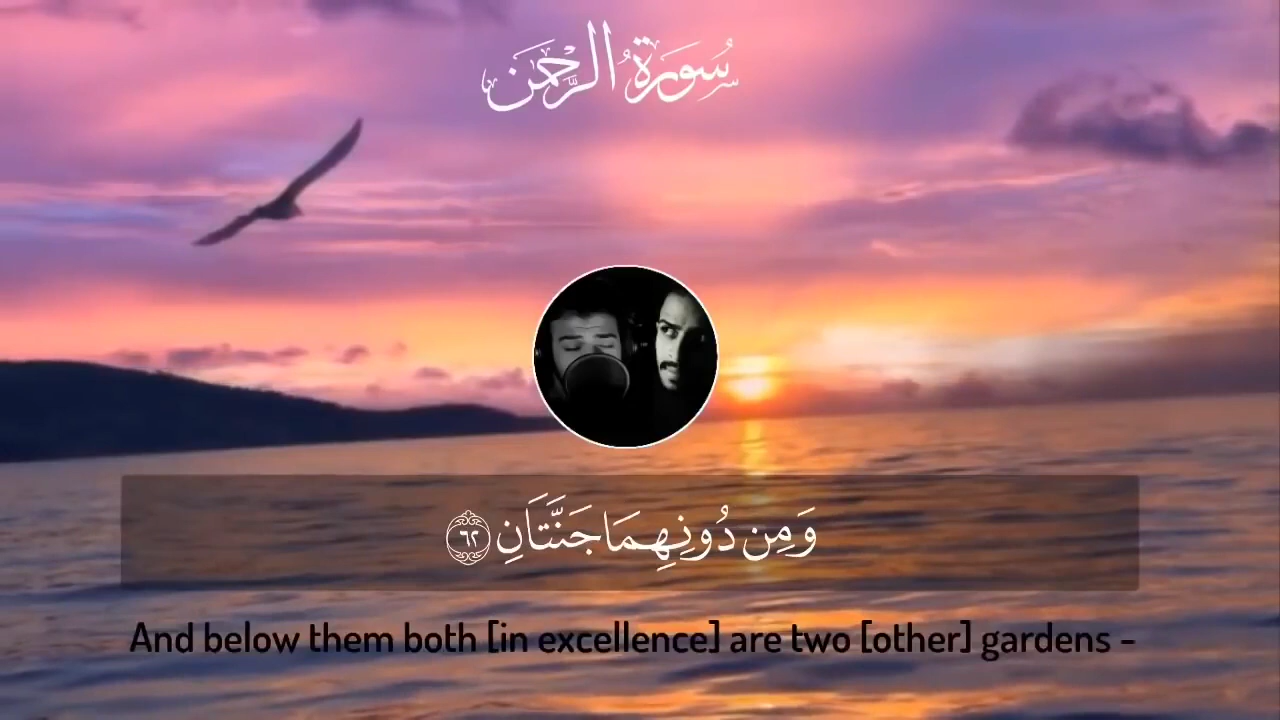 سُورَةُ الرَّحْمَن
وَمِن دُونِهِمَا جَنَّتَانِ ٦٢
And below them both [in excellence] are two [other] gardens -